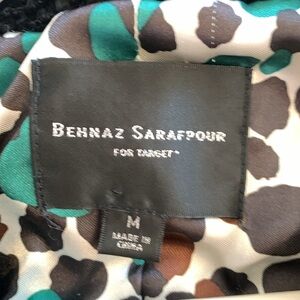 BEHNAZ SARAFPOUR
FOR TARGET
M
MADE IN
CHINA